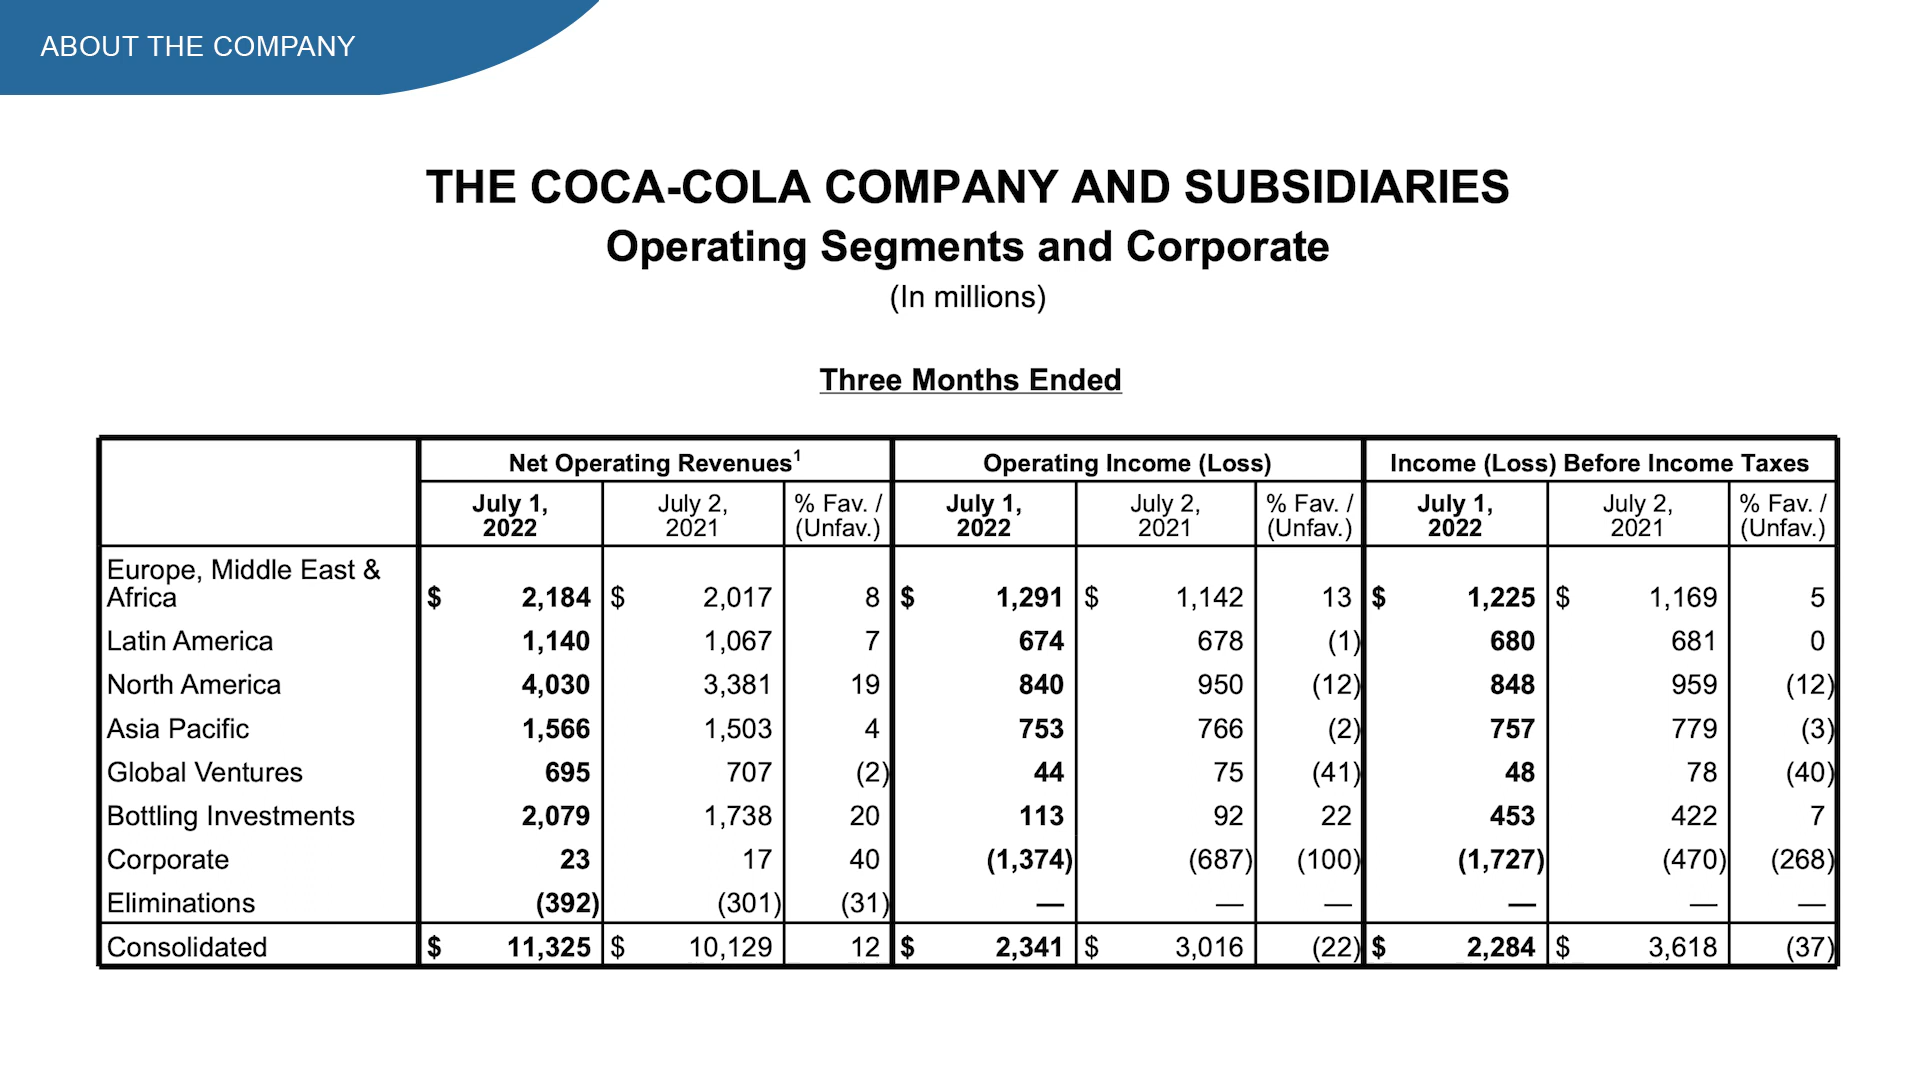 ABOUT THE COMPANY
THE COCA-COLA COMPANY AND SUBSIDIARIES
Operating Segments and Corporate
(In millions)
Three Months Ended
Net Operating Revenues1 Operating Income (Loss) Income (Loss) Before Income Taxes
July 1, July 2, % Fav. / July 1, July 2, % Fav. / July 1, July 2, % Fav. /
2022 2021 (Unfav.) 2022 2021 (Unfav.) 2022 2021 (Unfav.)
Europe, Middle East &
Africa $ 2,184 $ 2,017 8 $ 1,291 $ 1,142 13 $ 1,225 $ 1,169 5
Latin America 1,140 1,067 7 674 678 (1) 680 681 0
North America 4,030 3,381 19 840 950 (12) 848 959 (12)
Asia Pacific 1,566 1,503 4 753 766 (2) 757 779 (3)
Global Ventures 695 707 (2) 44 75 (41) 48 78 (40)
Bottling Investments 2,079 1,738 20 113 92 22 453 422 7
Corporate 23 17 40 (1,374) (687) (100) (1,727) (470) (268)
Eliminations (392) (301) (31) — — — — — —
Consolidated $ 11,325 $ 10,129 12 $ 2,341 $ 3,016 (22) $ 2,284 $ 3,618 (37)